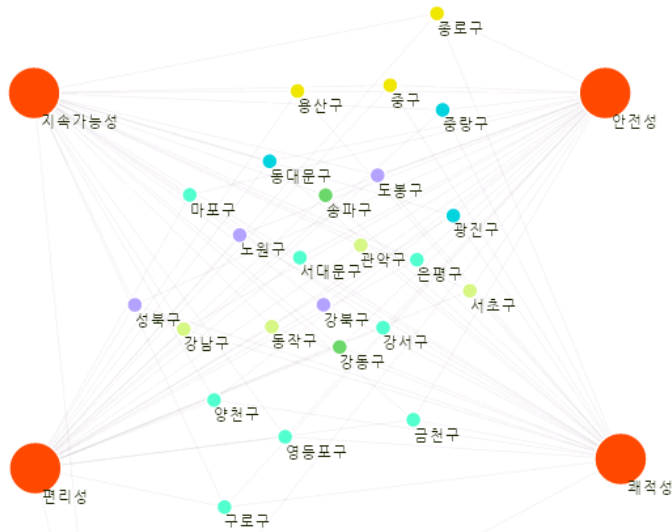 종로구
용산구
중구
중랑구
지속가능성
안전성
동대문구
도봉구
마포구
송파구
광진구
노원구
서대문구
관악구
은평구
성북구
강북구
서초구
강남구
동작구
강서구
강동구
양천구
영등포구
금천구
편리성
쾌적성
구로구